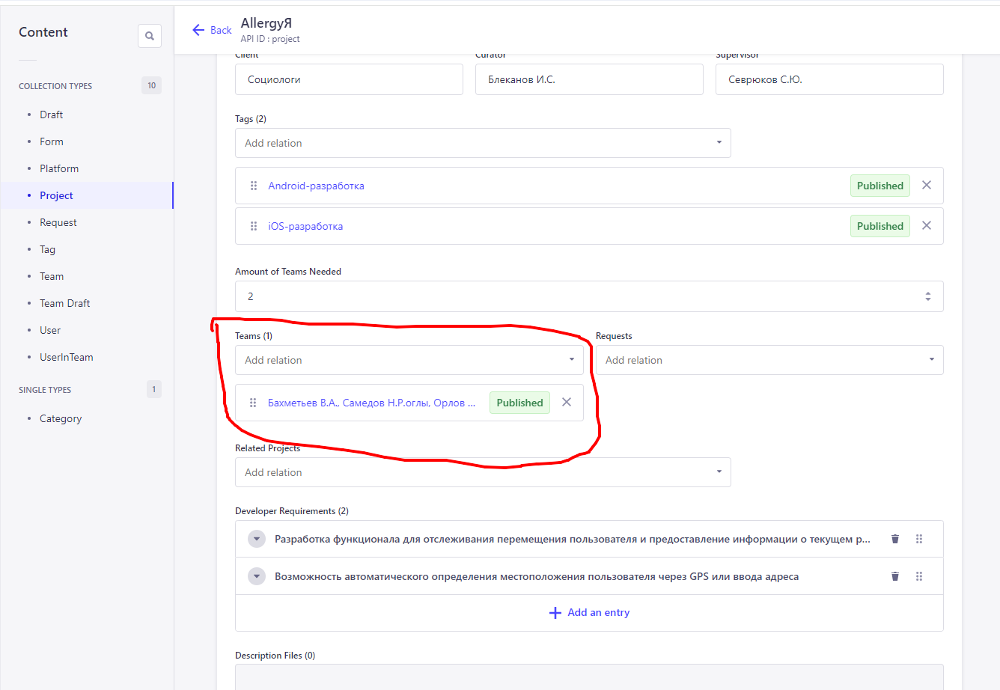 Content
COLLECTION TYPES 10
Draft
Form
Platform
Project
Request
Tag
Team
Team Draft
User
UserInTeam
SINGLE TYPES 1
Category
Back
AllergyЯ
API ID : project
Client Curator Supervisor
Социологи Блеканов И.С. Севрюков С.Ю.
Tags (2)
Add relation
Android-разработка Published
iOS-разработка Published
Amount of Teams Needed
2
Teams (1) Requests
Add relation Add relation
Бахметьев В.А., Самедов Н.Р.оглы, Орлов ... Published
Related Projects
Add relation
Developer Requirements (2)
Разработка функционала для отслеживания перемещения пользователя и предоставление информации о текущем р...
Возможность автоматического определения местоположения пользователя через GPS или ввода адреса
Add an entry
Description Files (0)